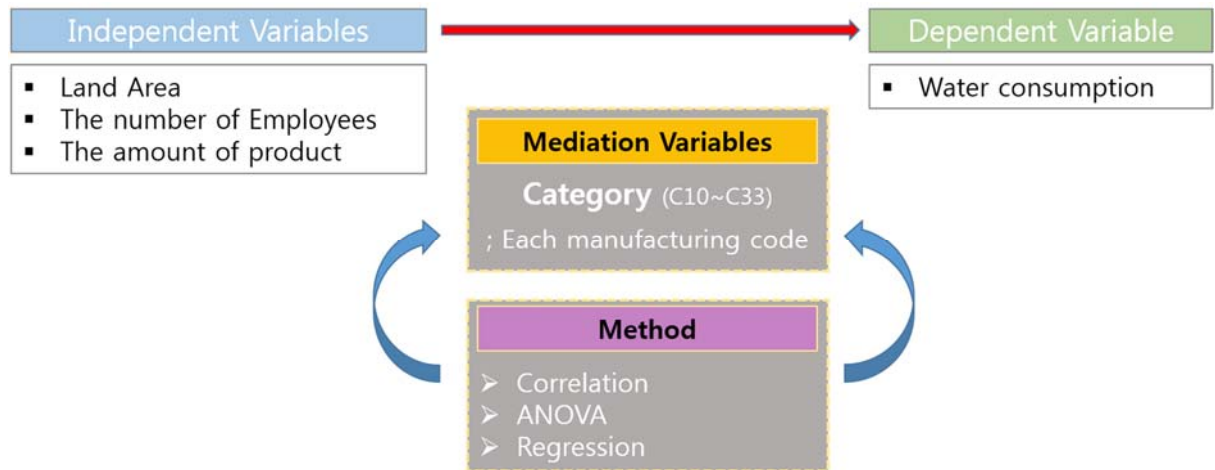 Independent Variables
Dependent Variable
▪ Land Area
▪ The number of Employees
▪ The amount of product
▪ Water consumption
Mediation Variables
Category (C10~C33)
; Each manufacturing code
Method
➢ Correlation
➢ ANOVA
➢ Regression